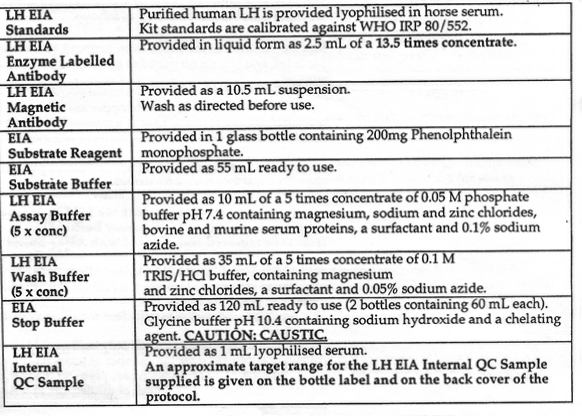 LH EIA
Standards
Purified human LH is provided lyophilised in horse serum.
Kit standards are calibrated against WHO IRP 80/552.
LH EIA
Enzyme Labelled
Antibody
Provided in liquid form as 2.5 mL of a 13.5 times concentrate.
LH EIA
Magnetic
Antibody
Provided as a 10.5 mL suspension.
Wash as directed before use.
EIA
Substrate Reagent
Provided in 1 glass bottle containing 200mg Phenolphthalein
monophosphate.
EIA
Substrate Buffer
Provided as 55 mL ready to use.
LH EIA
Assay Buffer
(5 x conc)
Provided as 10 mL of a 5 times concentrate of 0.05 M phosphate
buffer pH 7.4 containing magnesium, sodium and zinc chlorides,
bovine and murine serum proteins, a surfactant and 0.1% sodium
azide.
LH EIA
Wash Buffer
(5 x conc)
Provided as 35 mL of a 5 times concentrate of 0.1 M
TRIS/HCl buffer, containing magnesium
and zinc chlorides, a surfactant and 0.05% sodium azide.
EIA
Stop Buffer
Provided as 120 mL ready to use (2 bottles containing 60 mL each).
Glycine buffer pH 10.4 containing sodium hydroxide and a chelating
agent. CAUTION: CAUSTIC.
LH EIA
Internal
QC Sample
Provided as 1 mL lyophilised serum.
An approximate target range for the LH EIA Internal QC Sample
supplied is given on the bottle label and on the back cover of the
protocol.